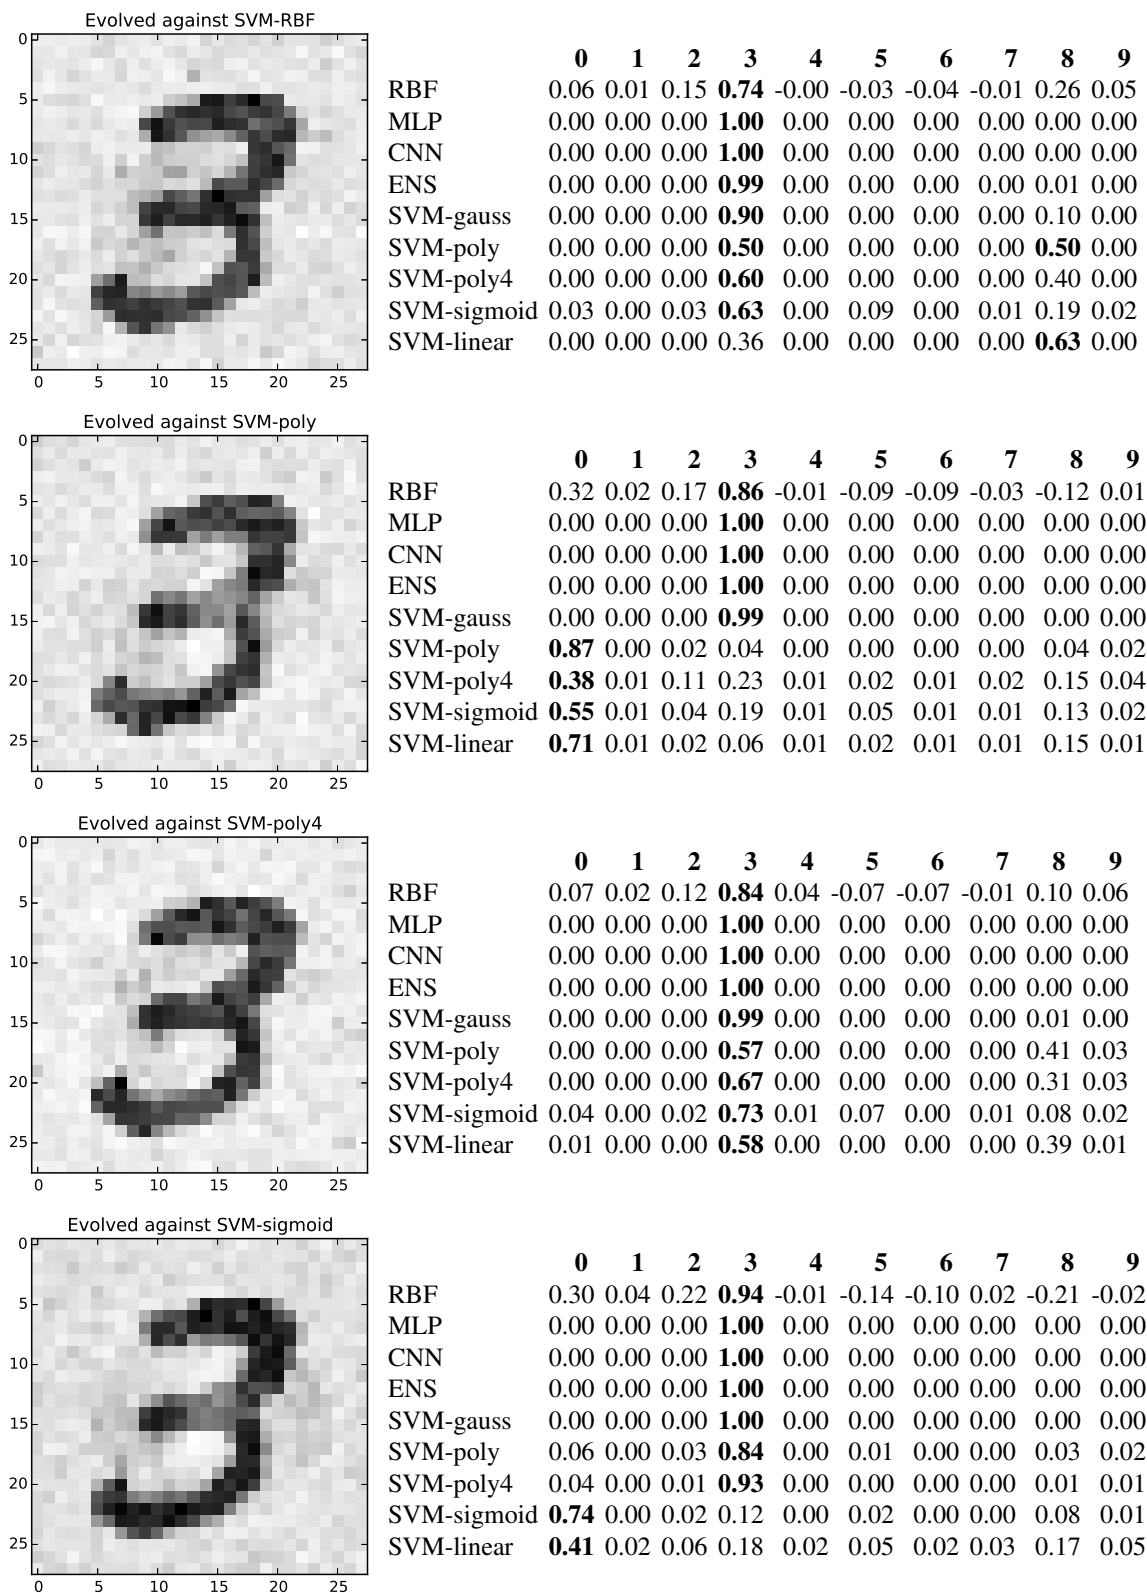 Evolved against SVM-RBF
0
5
10
15
20
25
0 5 10 15 20 25
0 1 2 3 4 5 6 7 8 9
RBF 0.06 0.01 0.15 0.74 -0.00 -0.03 -0.04 -0.01 0.26 0.05
MLP 0.00 0.00 0.00 1.00 0.00 0.00 0.00 0.00 0.00 0.00
CNN 0.00 0.00 0.00 1.00 0.00 0.00 0.00 0.00 0.00 0.00
ENS 0.00 0.00 0.00 0.99 0.00 0.00 0.00 0.00 0.01 0.00
SVM-gauss 0.00 0.00 0.00 0.90 0.00 0.00 0.00 0.00 0.10 0.00
SVM-poly 0.00 0.00 0.00 0.50 0.00 0.00 0.00 0.00 0.50 0.00
SVM-poly4 0.00 0.00 0.00 0.60 0.00 0.00 0.00 0.00 0.40 0.00
SVM-sigmoid 0.03 0.00 0.03 0.63 0.00 0.09 0.00 0.01 0.19 0.02
SVM-linear 0.00 0.00 0.00 0.36 0.00 0.00 0.00 0.00 0.63 0.00
Evolved against SVM-poly
0
5
10
15
20
25
0 5 10 15 20 25
0 1 2 3 4 5 6 7 8 9
RBF 0.32 0.02 0.17 0.86 -0.01 -0.09 -0.09 -0.03 -0.12 0.01
MLP 0.00 0.00 0.00 1.00 0.00 0.00 0.00 0.00 0.00 0.00
CNN 0.00 0.00 0.00 1.00 0.00 0.00 0.00 0.00 0.00 0.00
ENS 0.00 0.00 0.00 1.00 0.00 0.00 0.00 0.00 0.00 0.00
SVM-gauss 0.00 0.00 0.00 0.99 0.00 0.00 0.00 0.00 0.00 0.00
SVM-poly 0.87 0.00 0.02 0.04 0.00 0.00 0.00 0.00 0.04 0.02
SVM-poly4 0.38 0.01 0.11 0.23 0.01 0.02 0.01 0.02 0.15 0.04
SVM-sigmoid 0.55 0.01 0.04 0.19 0.01 0.05 0.01 0.01 0.13 0.02
SVM-linear 0.71 0.01 0.02 0.06 0.01 0.02 0.01 0.01 0.15 0.01
Evolved against SVM-poly4
0
5
10
15
20
25
0 5 10 15 20 25
0 1 2 3 4 5 6 7 8 9
RBF 0.07 0.02 0.12 0.84 0.04 -0.07 -0.07 -0.01 0.10 0.06
MLP 0.00 0.00 0.00 1.00 0.00 0.00 0.00 0.00 0.00 0.00
CNN 0.00 0.00 0.00 1.00 0.00 0.00 0.00 0.00 0.00 0.00
ENS 0.00 0.00 0.00 1.00 0.00 0.00 0.00 0.00 0.00 0.00
SVM-gauss 0.00 0.00 0.00 0.99 0.00 0.00 0.00 0.00 0.01 0.00
SVM-poly 0.00 0.00 0.00 0.57 0.00 0.00 0.00 0.00 0.41 0.03
SVM-poly4 0.00 0.00 0.00 0.67 0.00 0.00 0.00 0.00 0.31 0.03
SVM-sigmoid 0.04 0.00 0.02 0.73 0.01 0.07 0.00 0.01 0.08 0.02
SVM-linear 0.01 0.00 0.00 0.58 0.00 0.00 0.00 0.00 0.39 0.01
Evolved against SVM-sigmoid
0
5
10
15
20
25
0 5 10 15 20 25
0 1 2 3 4 5 6 7 8 9
RBF 0.30 0.04 0.22 0.94 -0.01 -0.14 -0.10 0.02 -0.21 -0.02
MLP 0.00 0.00 0.00 1.00 0.00 0.00 0.00 0.00 0.00 0.00
CNN 0.00 0.00 0.00 1.00 0.00 0.00 0.00 0.00 0.00 0.00
ENS 0.00 0.00 0.00 1.00 0.00 0.00 0.00 0.00 0.00 0.00
SVM-gauss 0.00 0.00 0.00 1.00 0.00 0.00 0.00 0.00 0.00 0.00
SVM-poly 0.06 0.00 0.03 0.84 0.00 0.01 0.00 0.00 0.03 0.02
SVM-poly4 0.04 0.00 0.01 0.93 0.00 0.00 0.00 0.00 0.01 0.01
SVM-sigmoid 0.74 0.00 0.02 0.12 0.00 0.02 0.00 0.00 0.08 0.01
SVM-linear 0.41 0.02 0.06 0.18 0.02 0.05 0.02 0.03 0.17 0.05